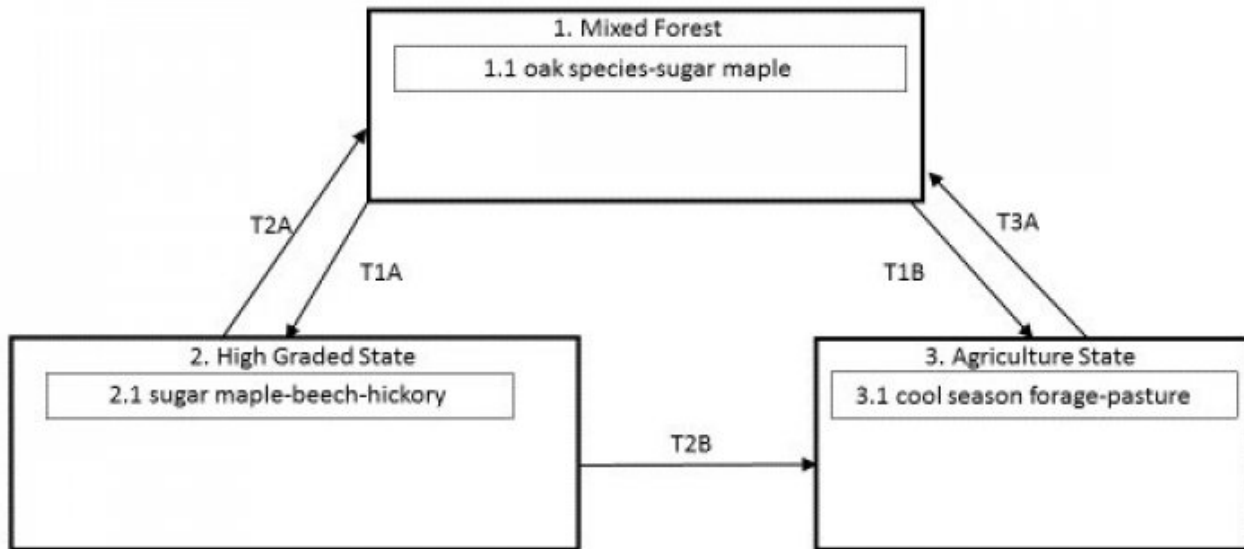 1. Mixed Forest
1.1 oak species-sugar maple
T2A
T1A
T3A
T1B
2. High Graded State
2.1 sugar maple-beech-hickory
T2B
3. Agriculture State
3.1 cool season forage-pasture